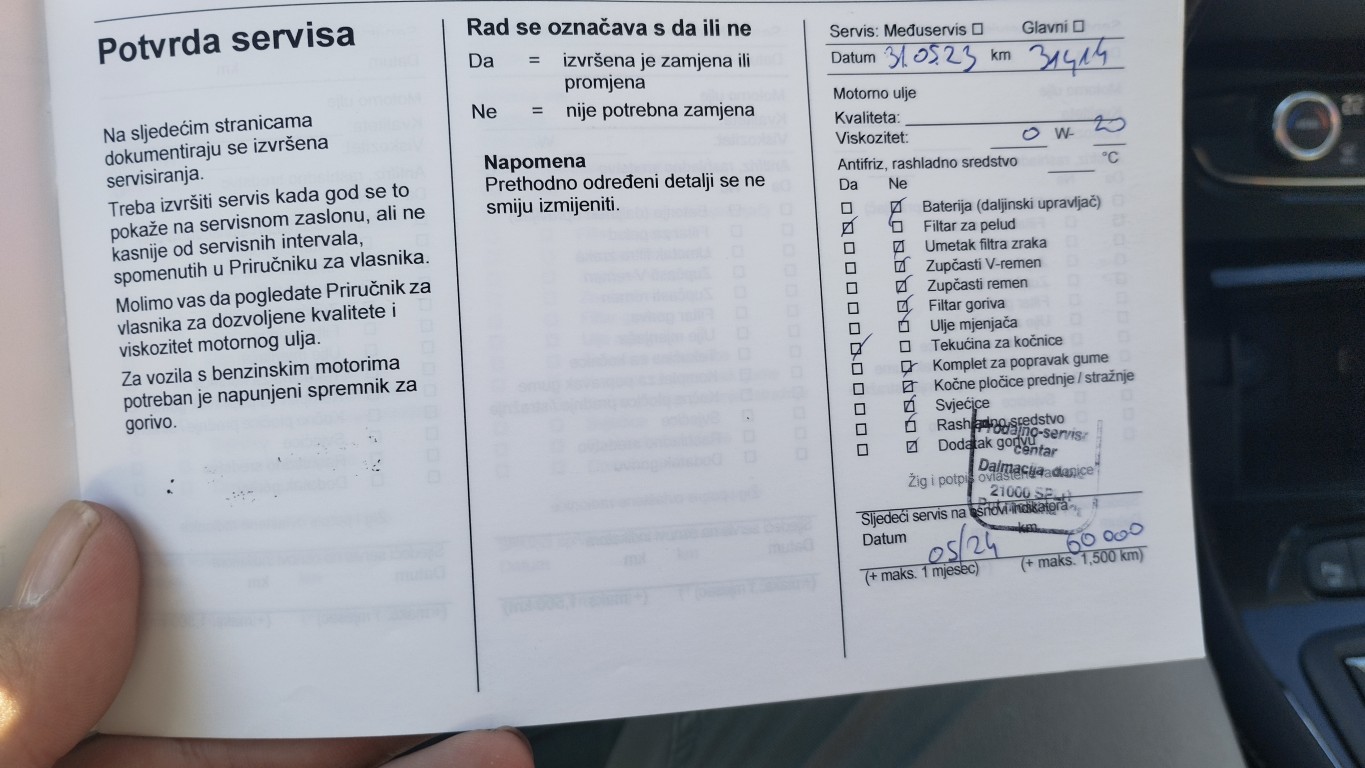 Potvrda servisa
Na sljedećim stranicama
dokumentiraju se izvršena
servisiranja.
Treba izvršiti servis kada god se to
pokaže na servisnom zaslonu, ali ne
kasnije od servisnih intervala,
spomenutih u Priručniku za vlasnika.
Molimo vas da pogledate Priručnik za
vlasnika za dozvoljene kvalitete i
viskozitet motornog ulja.
Za vozila s benzinskim motorima
potreban je napunjeni spremnik za
gorivo.
Rad se označava s da ili ne
Da = izvršena je zamjena ili
promjena
Ne = nije potrebna zamjena
Napomena
Prethodno određeni detalji se ne
smiju izmijeniti.
Servis: Međuservis Glavni
Datum 31.05.23 km 31414
Motorno ulje
Kvaliteta:
Viskozitet: 0 W- 20
Antifriz, rashladno sredstvo °C
Da Ne
Baterija (daljinski upravljač)
Filtar za pelud
Umetak filtra zraka
Zupčasti V-remen
Zupčasti remen
Filtar goriva
Ulje mjenjača
Tekućina za kočnice
Komplet za popravak gume
Kočne pločice prednje / stražnje
Svjećice
Rashladno sredstvo
Dodatak gorivu
Prodajno-servisni
centar
Dalmacija
21000
Žig i potpis ovlaštene radionice
Sljedeći servis na osnovi indikatora
Datum km
05/24 60 000
(+ maks. 1 mjesec) (+ maks. 1,500 km)